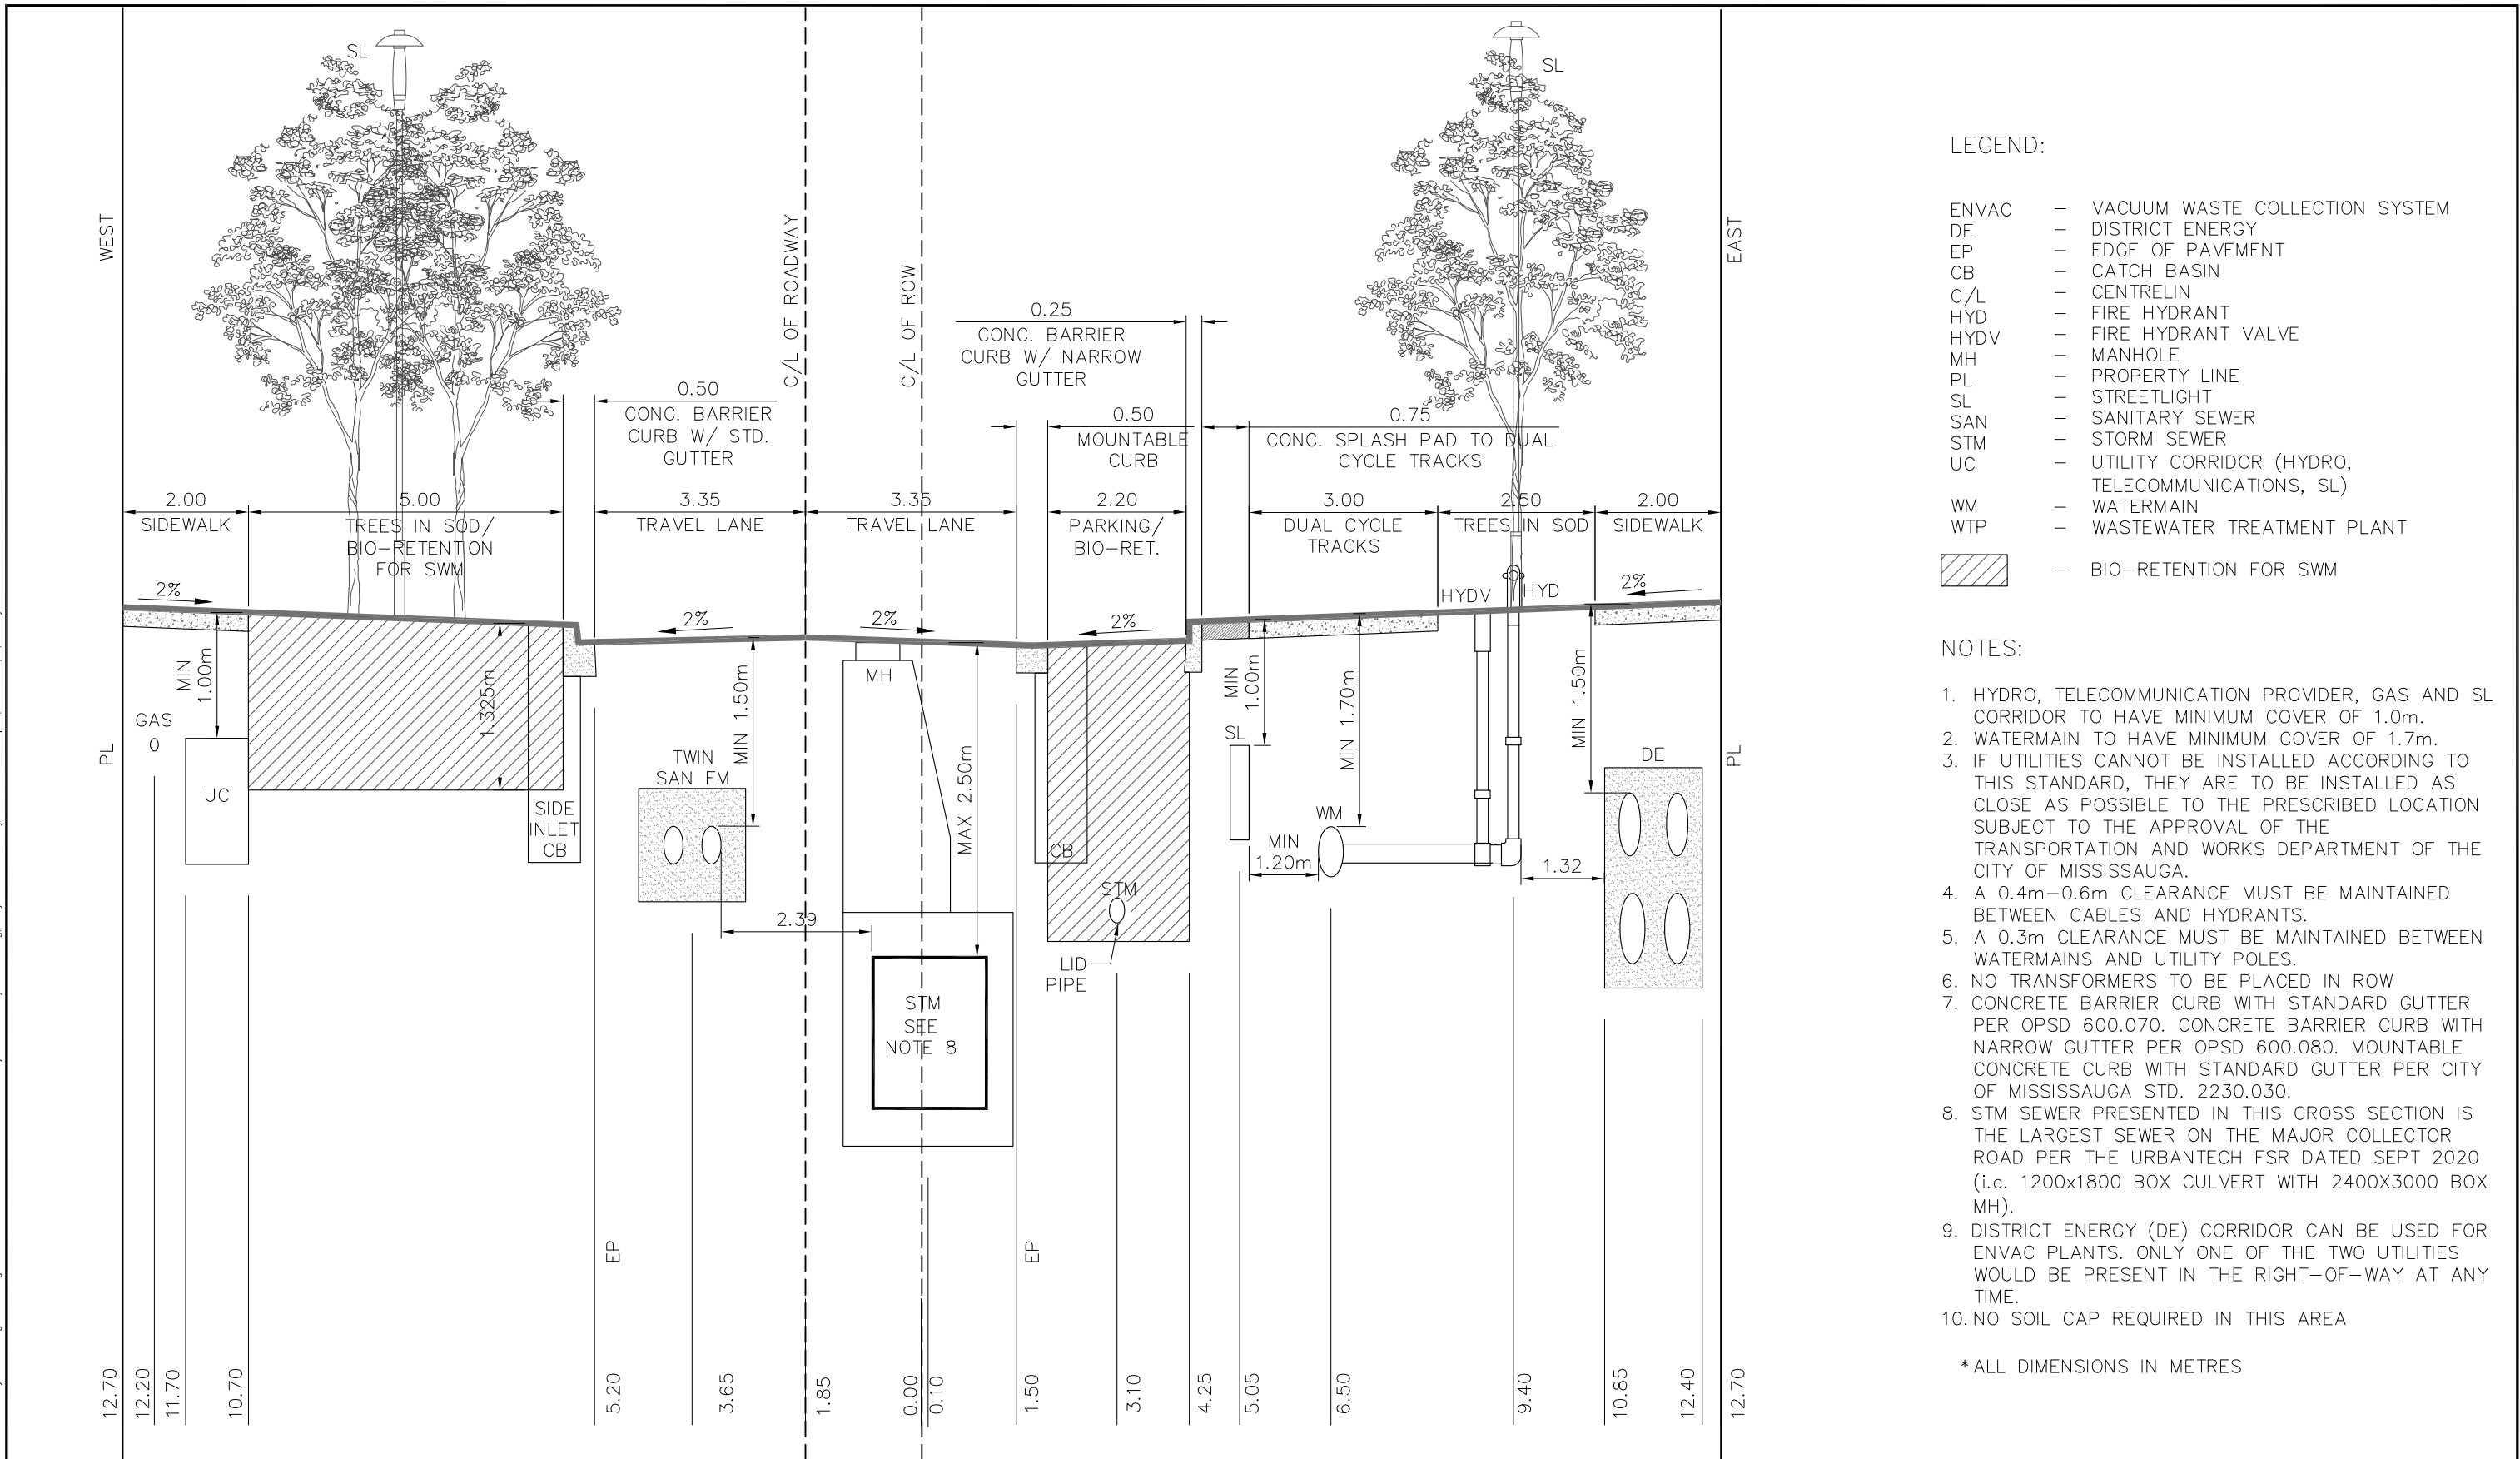 SL
SL
WEST
EAST
C/L OF ROADWAY
C/L OF ROW
0.25
CONC. BARRIER
CURB W/ NARROW
GUTTER
0.50
CONC. BARRIER
CURB W/ STD.
GUTTER
0.50
MOUNTABLE
CURB
0.75
CONC. SPLASH PAD TO DUAL
CYCLE TRACKS
2.00
SIDEWALK
5.00
TREES IN SOD/
BIO-RETENTION
FOR SWM
3.35
TRAVEL LANE
3.35
TRAVEL LANE
2.20
PARKING/
BIO-RET.
3.00
DUAL CYCLE
TRACKS
2.50
TREES IN SOD
2.00
SIDEWALK
2%
2%
2%
2%
2%
HYDV
HYD
MIN
1.00m
GAS
UC
PL
1.325m
SIDE
INLET
CB
TWIN
SAN FM
MIN 1.50m
MH
MAX 2.50m
2.39
STM
SEE
NOTE 8
CB
STM
LID
PIPE
MIN
1.00m
SL
MIN
1.20m
MIN 1.70m
WM
1.32
MIN 1.50m
DE
PL
EP
EP
12.70
12.20
11.70
10.70
5.20
3.65
1.85
0.00
0.10
1.50
3.10
4.25
5.05
6.50
9.40
10.85
12.40
12.70
LEGEND:
ENVAC – VACUUM WASTE COLLECTION SYSTEM
DE – DISTRICT ENERGY
EP – EDGE OF PAVEMENT
CB – CATCH BASIN
C/L – CENTRELIN
HYD – FIRE HYDRANT
HYDV – FIRE HYDRANT VALVE
MH – MANHOLE
PL – PROPERTY LINE
SL – STREETLIGHT
SAN – SANITARY SEWER
STM – STORM SEWER
UC – UTILITY CORRIDOR (HYDRO,
TELECOMMUNICATIONS, SL)
WM – WATERMAIN
WTP – WASTEWATER TREATMENT PLANT
– BIO-RETENTION FOR SWM
NOTES:
1. HYDRO, TELECOMMUNICATION PROVIDER, GAS AND SL
CORRIDOR TO HAVE MINIMUM COVER OF 1.0m.
2. WATERMAIN TO HAVE MINIMUM COVER OF 1.7m.
3. IF UTILITIES CANNOT BE INSTALLED ACCORDING TO
THIS STANDARD, THEY ARE TO BE INSTALLED AS
CLOSE AS POSSIBLE TO THE PRESCRIBED LOCATION
SUBJECT TO THE APPROVAL OF THE
TRANSPORTATION AND WORKS DEPARTMENT OF THE
CITY OF MISSISSAUGA.
4. A 0.4m-0.6m CLEARANCE MUST BE MAINTAINED
BETWEEN CABLES AND HYDRANTS.
5. A 0.3m CLEARANCE MUST BE MAINTAINED BETWEEN
WATERMAINS AND UTILITY POLES.
6. NO TRANSFORMERS TO BE PLACED IN ROW
7. CONCRETE BARRIER CURB WITH STANDARD GUTTER
PER OPSD 600.070. CONCRETE BARRIER CURB WITH
NARROW GUTTER PER OPSD 600.080. MOUNTABLE
CONCRETE CURB WITH STANDARD GUTTER PER CITY
OF MISSISSAUGA STD. 2230.030.
8. STM SEWER PRESENTED IN THIS CROSS SECTION IS
THE LARGEST SEWER ON THE MAJOR COLLECTOR
ROAD PER THE URBANTECH FSR DATED SEPT 2020
(i.e. 1200x1800 BOX CULVERT WITH 2400X3000 BOX
MH).
9. DISTRICT ENERGY (DE) CORRIDOR CAN BE USED FOR
ENVAC PLANTS. ONLY ONE OF THE TWO UTILITIES
WOULD BE PRESENT IN THE RIGHT-OF-WAY AT ANY
TIME.
10. NO SOIL CAP REQUIRED IN THIS AREA
*ALL DIMENSIONS IN METRES